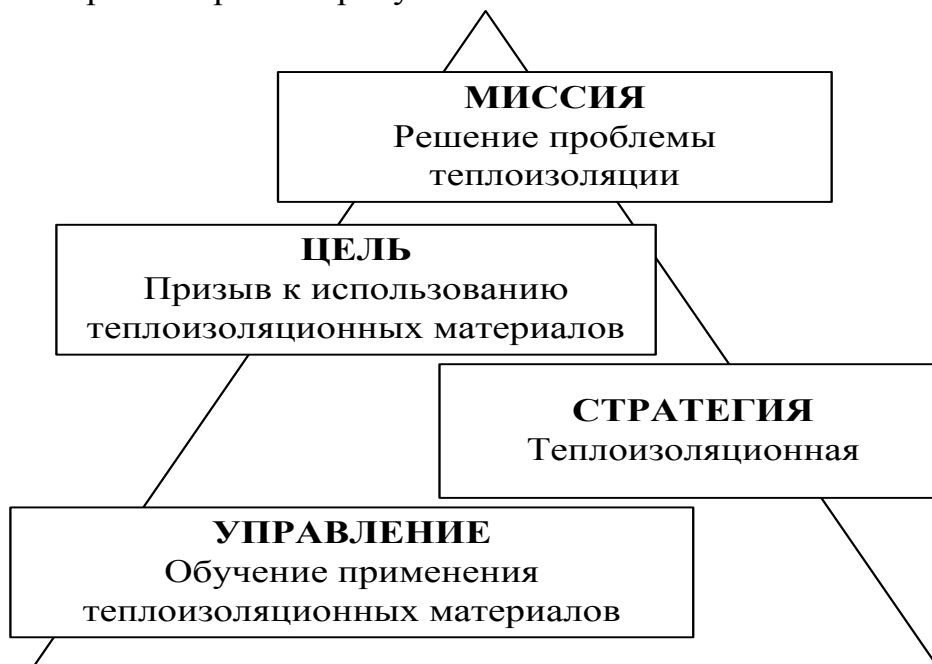 МИССИЯ
Решение проблемы
теплоизоляции
ЦЕЛЬ
Призыв к использованию
теплоизоляционных материалов
СТРАТЕГИЯ
Теплоизоляционная
УПРАВЛЕНИЕ
Обучение применения
теплоизоляционных материалов